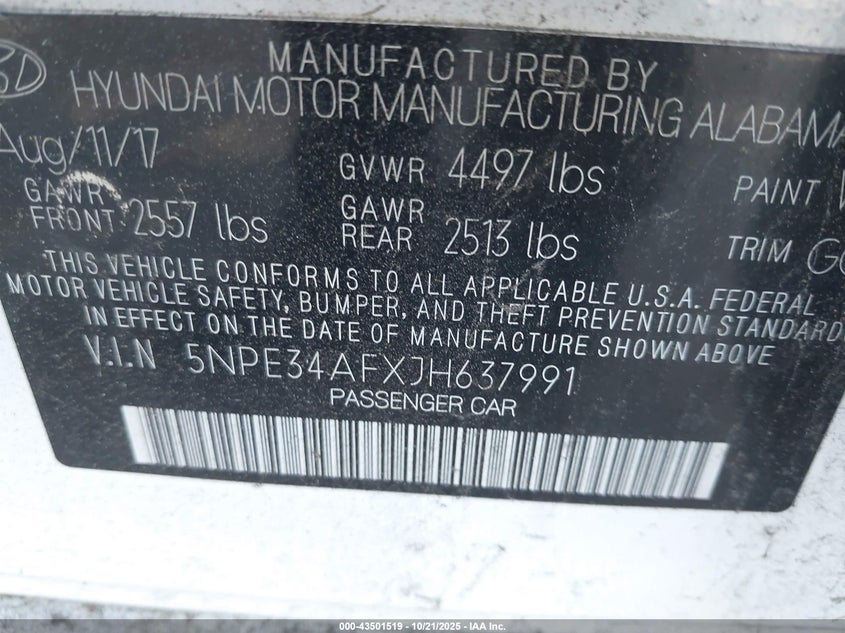 MANUFACTURED BY
HYUNDAI MOTOR MANUFACTURING ALABAMA
Aug/11/17 GVWR 4497 lbs PAINT
GAWR FRONT 2557 lbs GAWR REAR 2513 lbs TRIM
THIS VEHICLE CONFORMS TO ALL APPLICABLE U.S.A. FEDERAL
MOTOR VEHICLE SAFETY, BUMPER, AND THEFT PREVENTION STANDARD
IN EFFECT ON THE DATE OF MANUFACTURE SHOWN ABOVE
V.I.N 5NPE34AFXJH637991
PASSENGER CAR
000-43501519 - 10/21/2025 - IAA Inc.